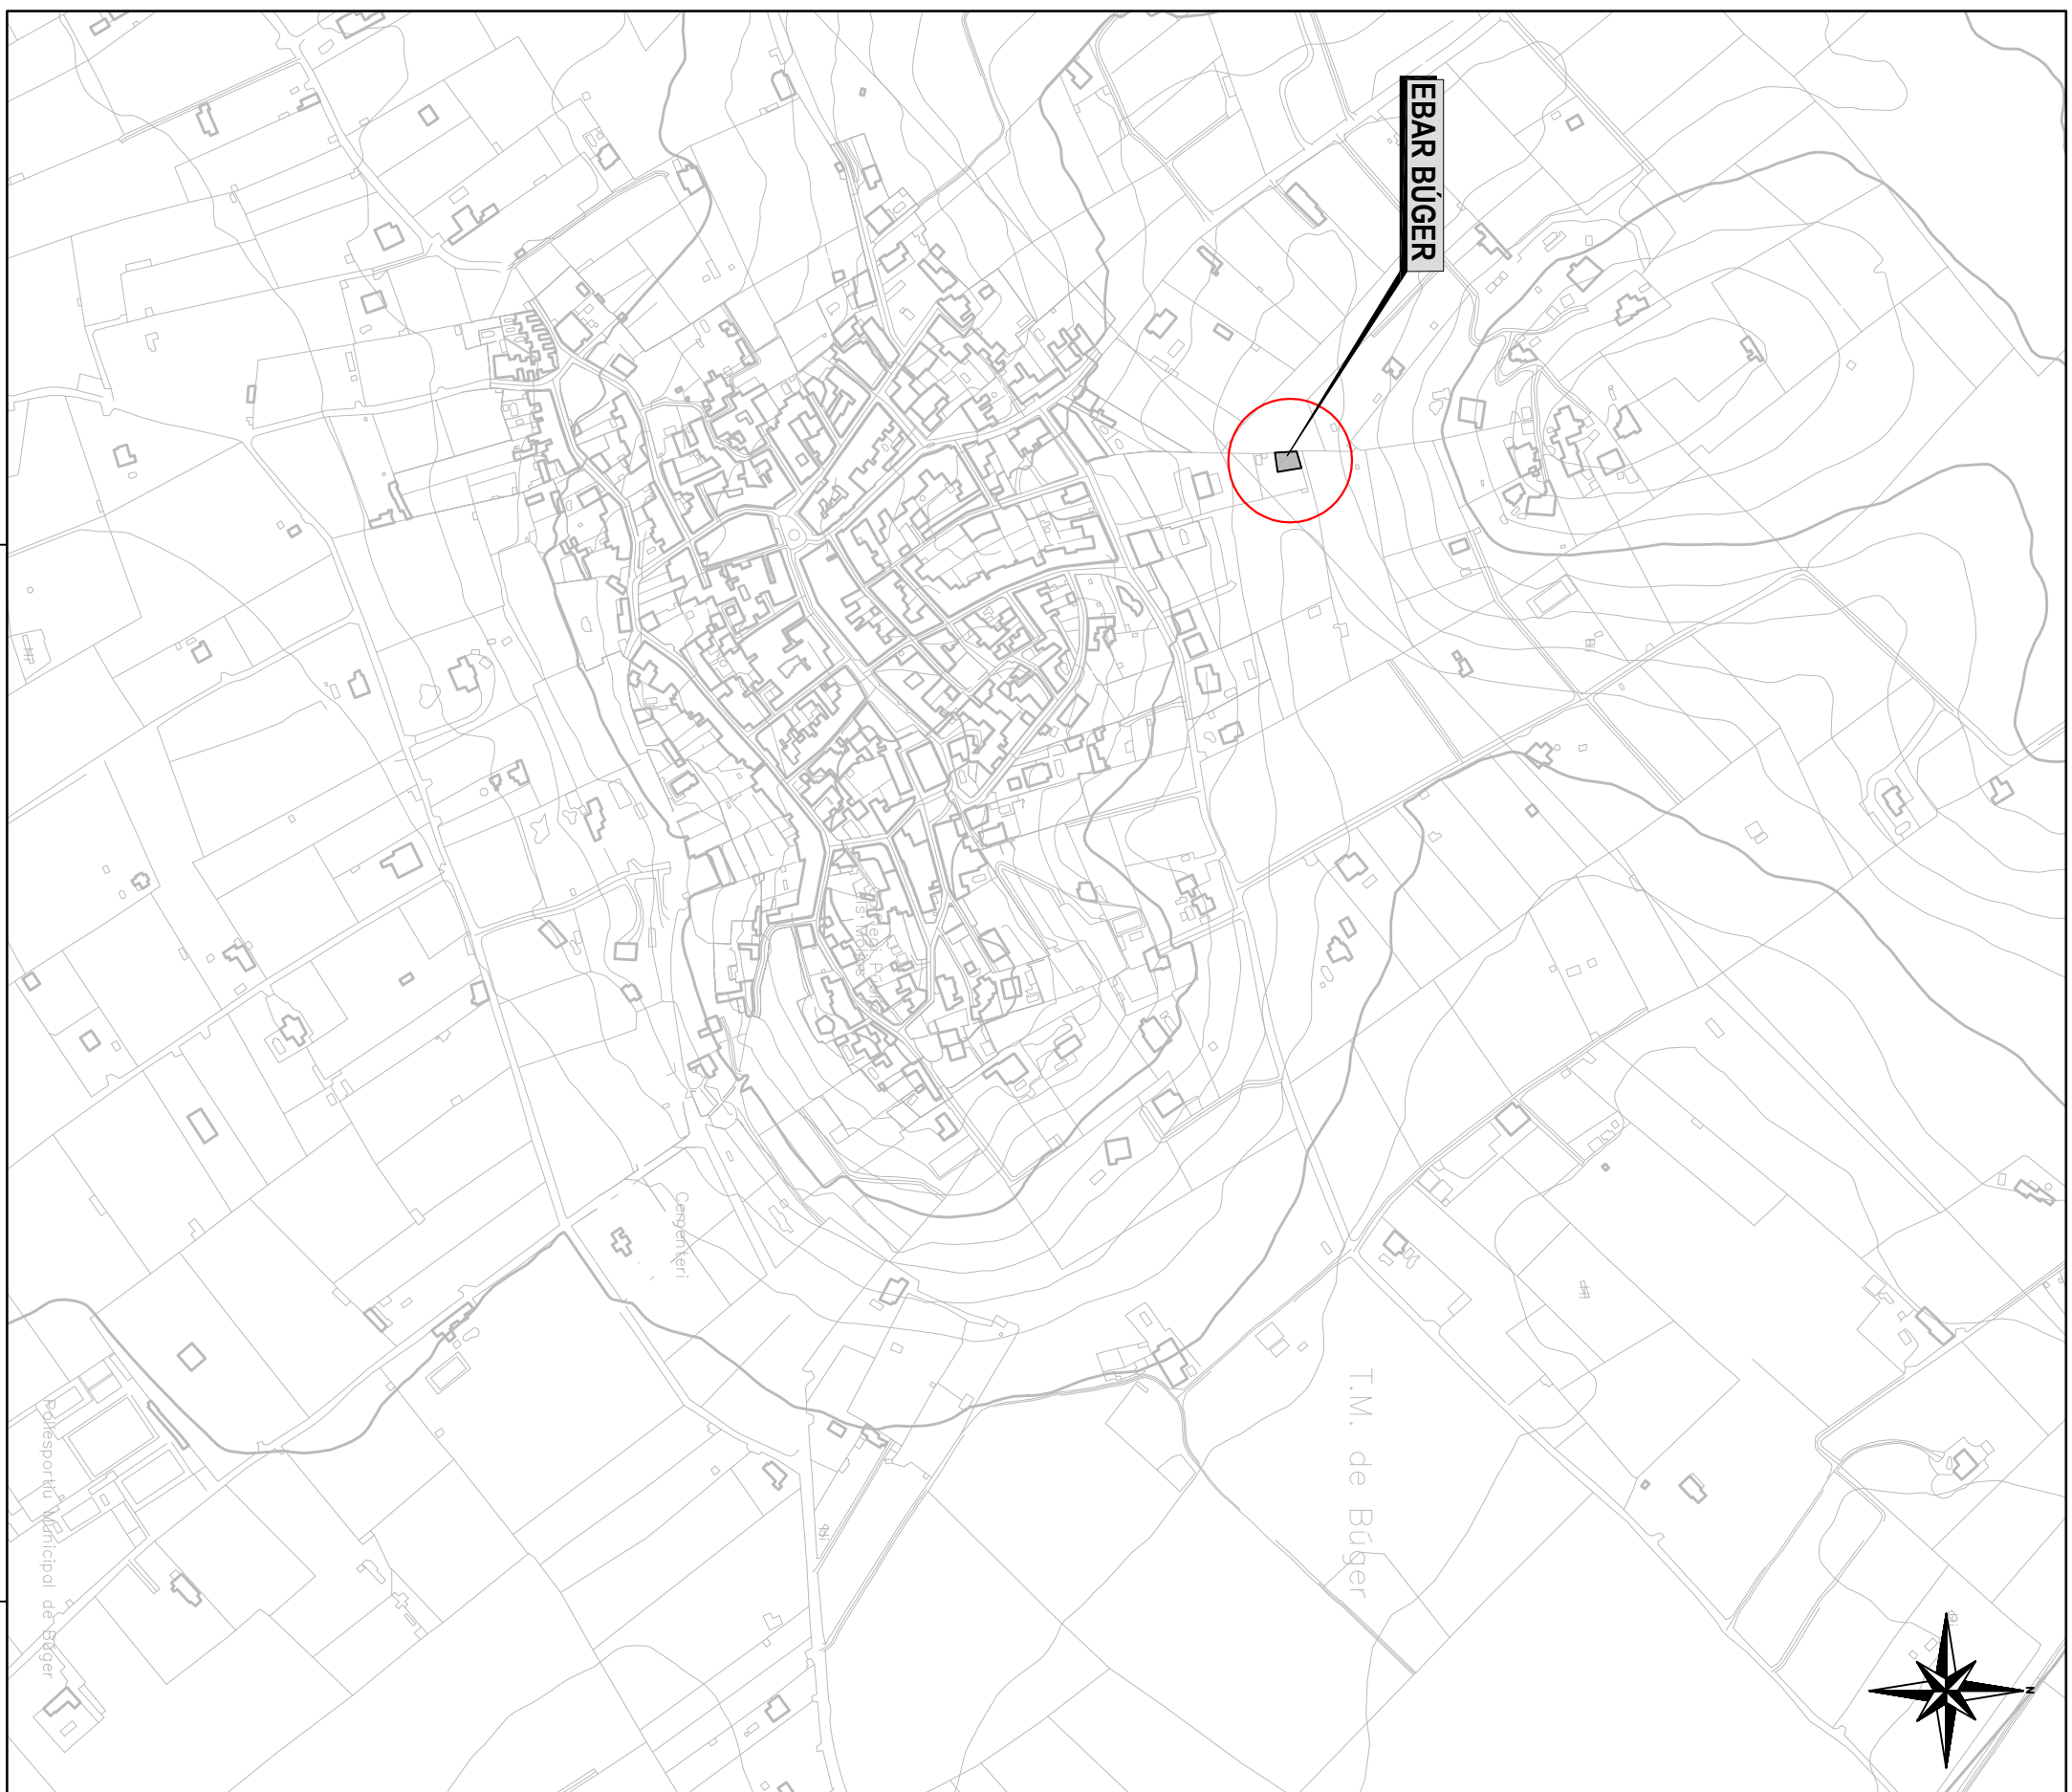 EBAR BÚGER
T.M. de Búger
Cementeri
Poliesportiu Municipal de Búger
N